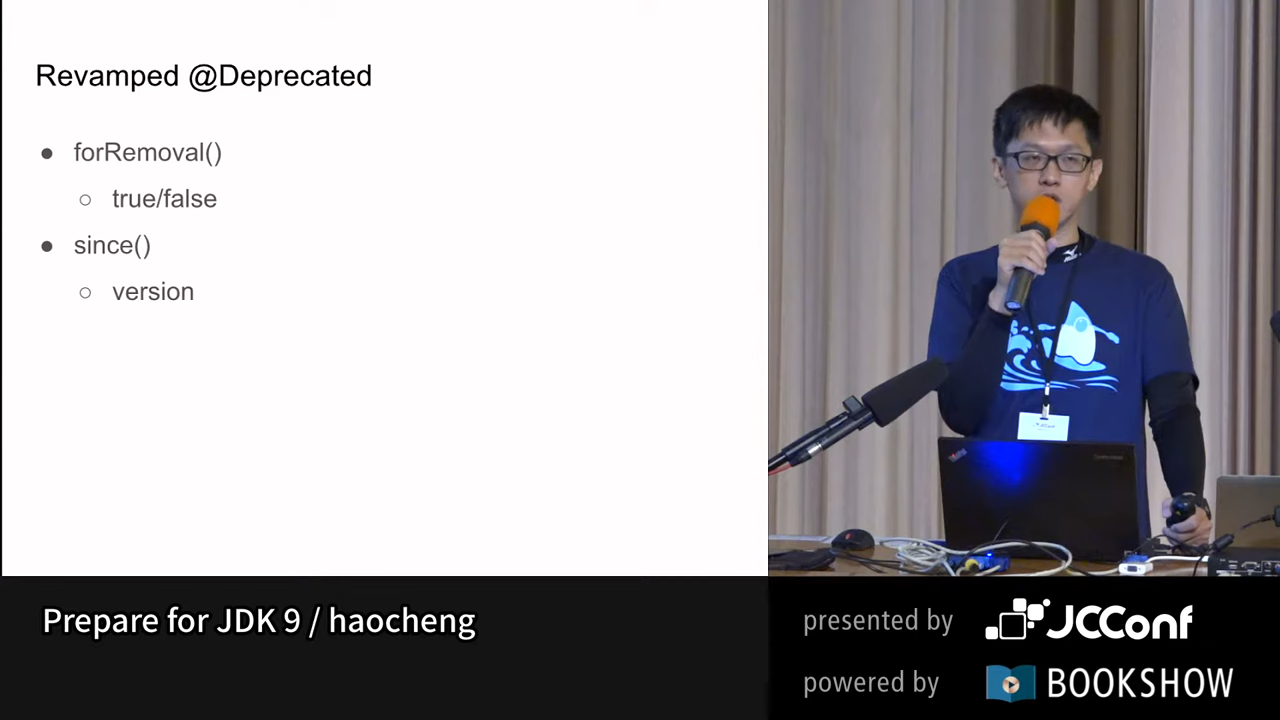 Revamped @Deprecated
● forRemoval()
○ true/false
● since()
○ version
Prepare for JDK 9 / haocheng
presented by JCConf
powered by BOOKSHOW